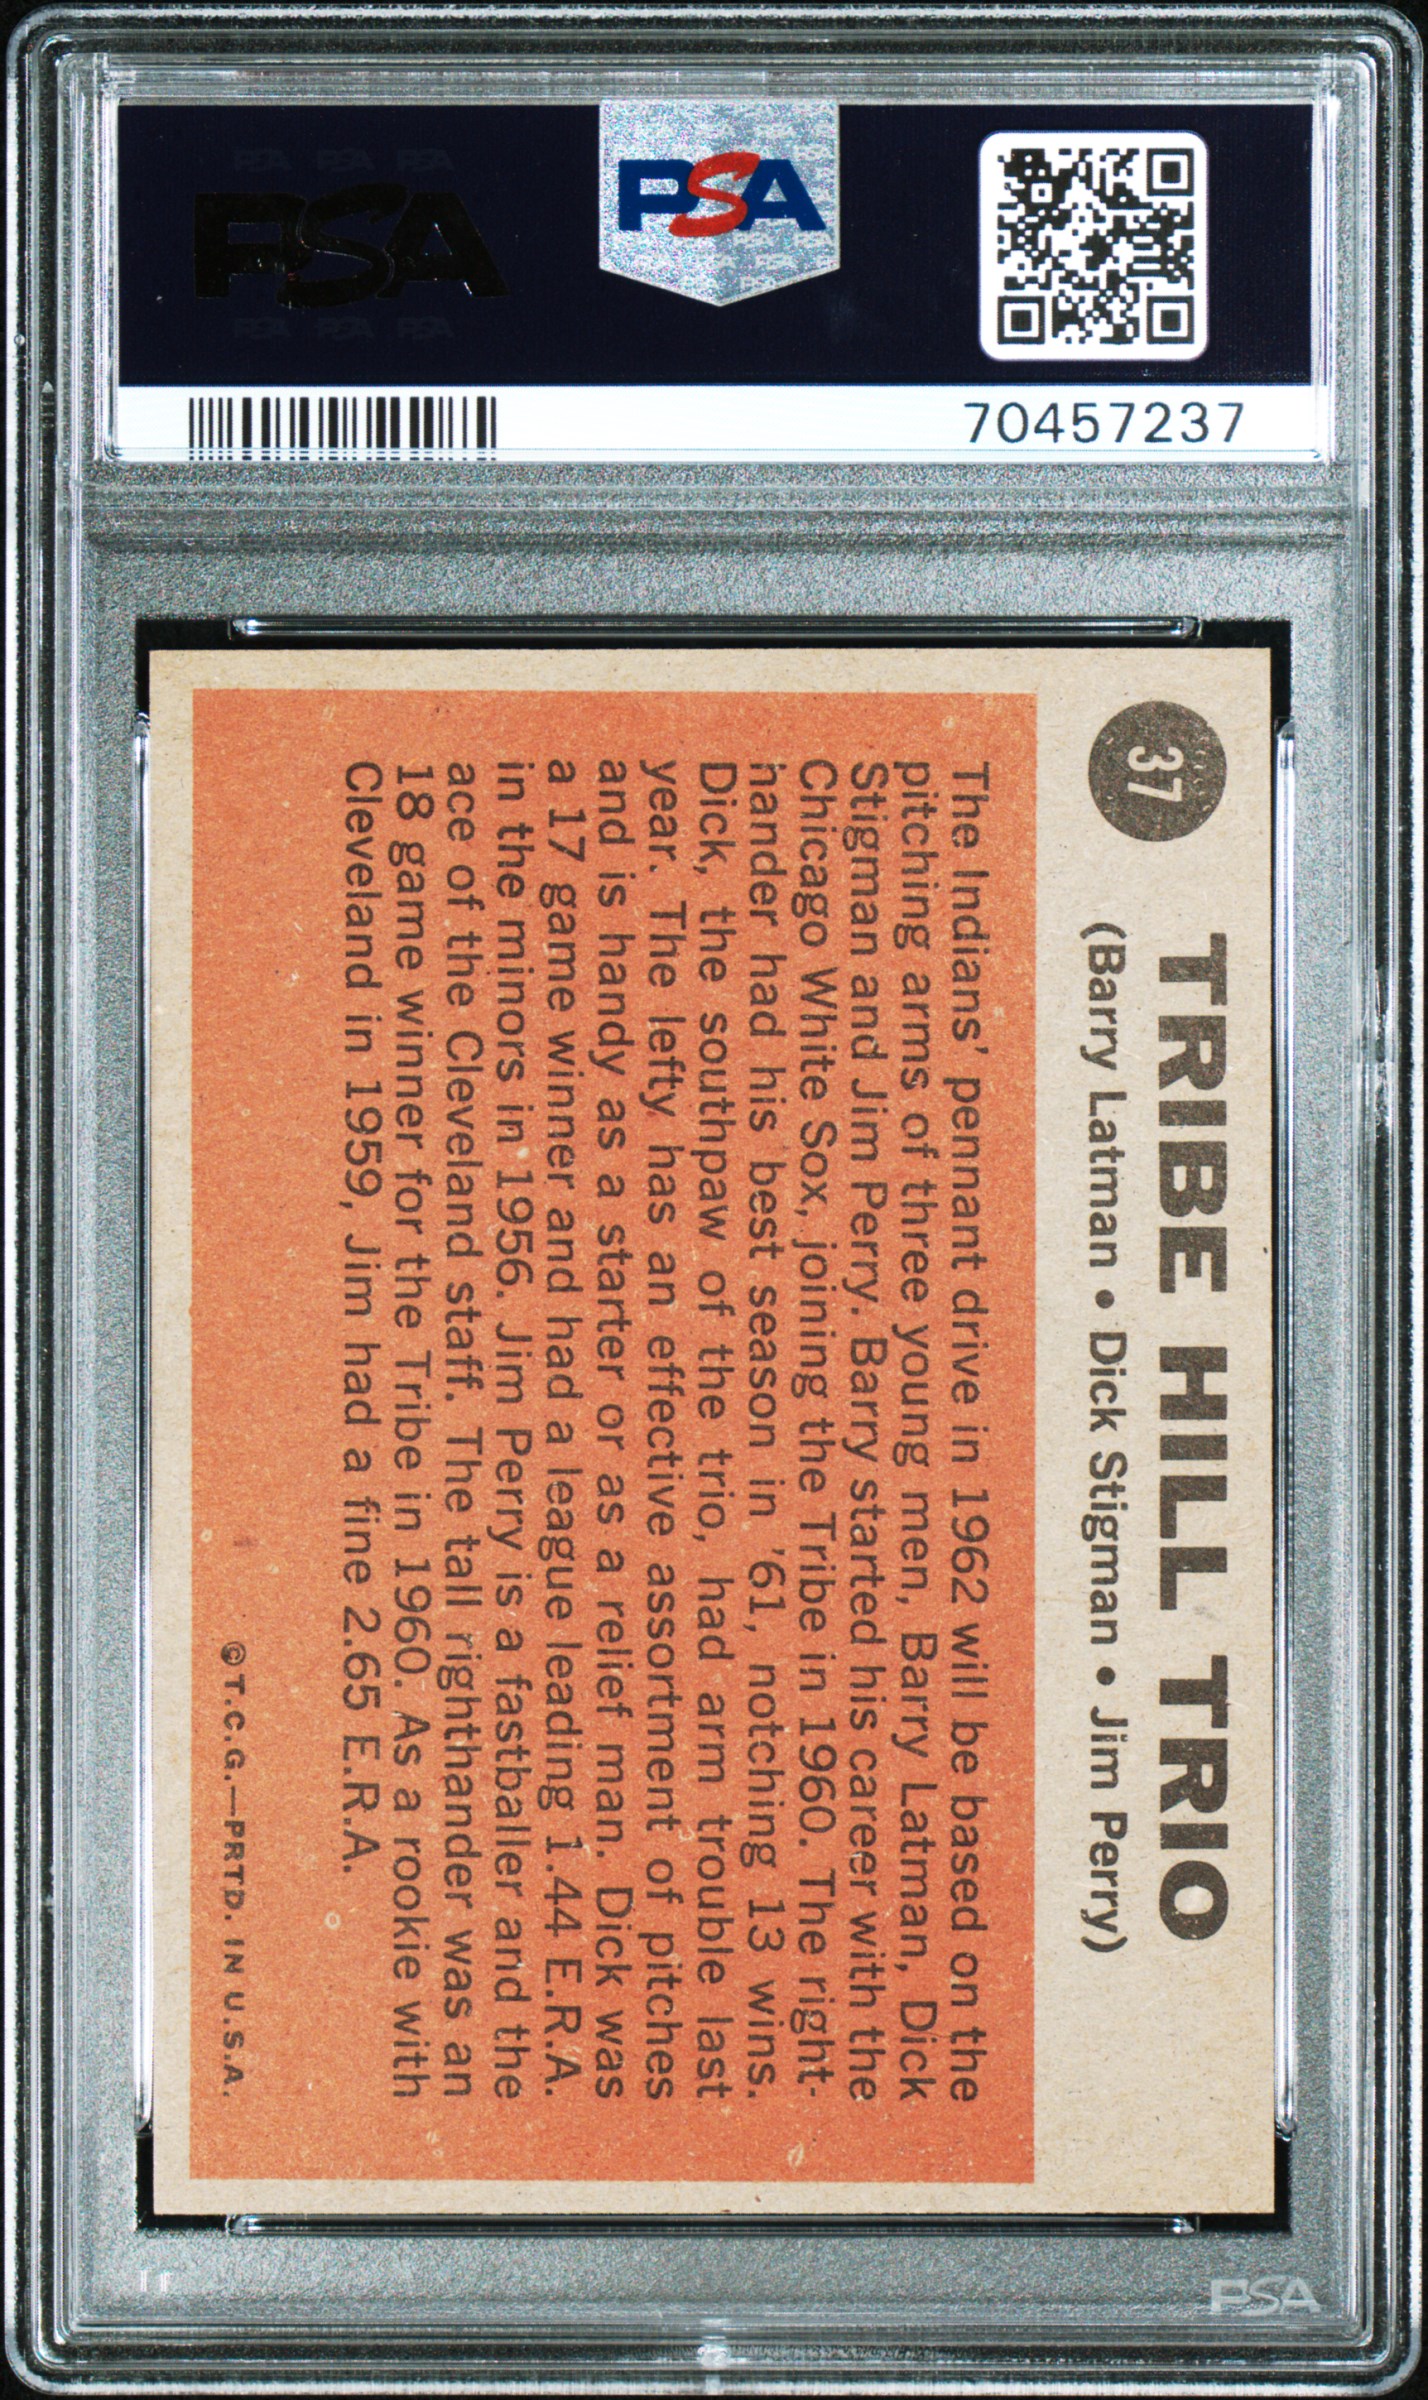 PSA
PSA
70457237
37
TRIBE HILL TRIO
(Barry Latman • Dick Stigman • Jim Perry)
The Indians' pennant drive in 1962 will be based on the
pitching arms of three young men, Barry Latman, Dick
Stigman and Jim Perry. Barry started his career with the
Chicago White Sox, joining the Tribe in 1960. The right-
hander had his best season in '61, notching 13 wins.
Dick, the southpaw of the trio, had arm trouble last
year. The lefty has an effective assortment of pitches
and is handy as a starter or as a relief man. Dick was
a 17 game winner and had a league leading 1.44 E.R.A.
in the minors in 1956. Jim Perry is a fastballer and the
ace of the Cleveland staff. The tall righthander was an
18 game winner for the Tribe in 1960. As a rookie with
Cleveland in 1959, Jim had a fine 2.65 E.R.A.
©T.C.G.—PRTD. IN U.S.A.
PSA